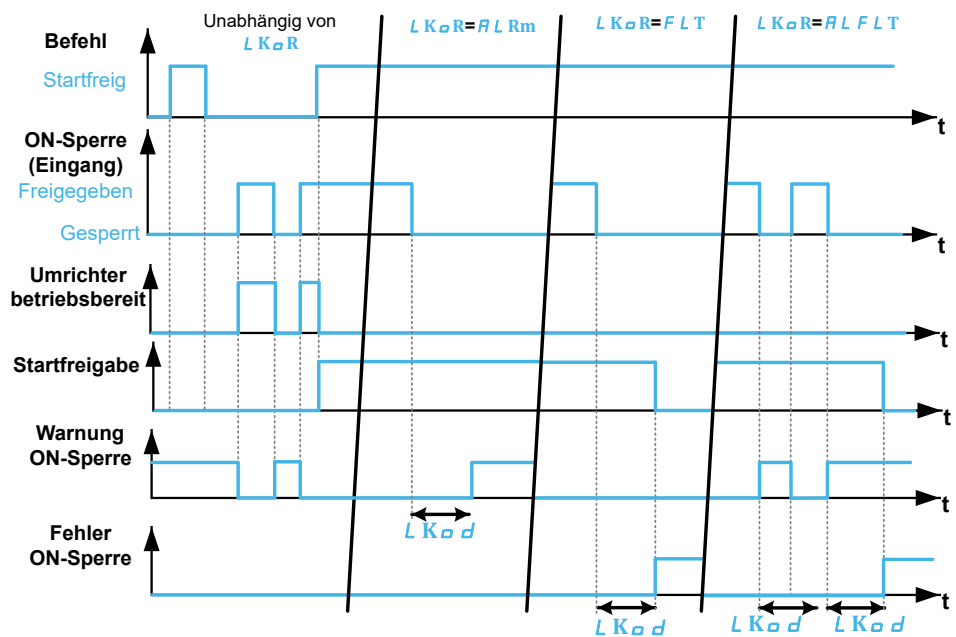 Unabhängig von
LKoR
LKoR=ALRm
LKoR=FLT
LKoR=ALFLT
Befehl
Startfreig
t
ON-Sperre
(Eingang)
Freigegeben
Gesperrt
t
Umrichter
betriebsbereit
t
Startfreigabe
t
Warnung
ON-Sperre
t
LKod
Fehler
ON-Sperre
t
LKod
LKod
LKod